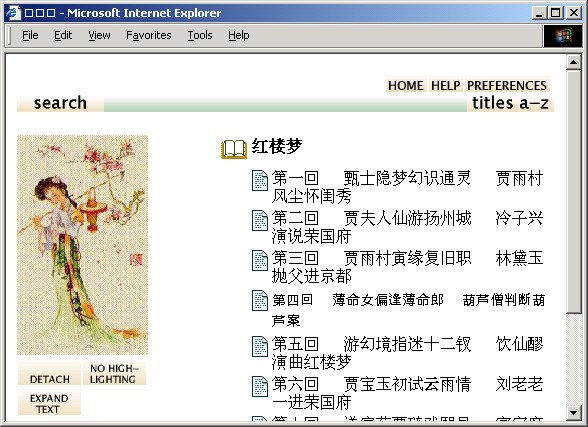 □□□ - Microsoft Internet Explorer
File Edit View Favorites Tools Help
HOME HELP PREFERENCES
search titles a–z
红楼梦
第一回 甄士隐梦幻识通灵 贾雨村
风尘怀闺秀
第二回 贾夫人仙游扬州城 冷子兴
演说荣国府
第三回 贾雨村寅缘复旧职 林黛玉
抛父进京都
第四回 薄命女偏逢薄命郎 葫芦僧判断葫
芦案
第五回 游幻境指迷十二钗 饮仙醪
演曲红楼梦
第六回 贾宝玉初试云雨情 刘老老
一进荣国府
DETACH
NO HIGH–
LIGHTING
EXPAND
TEXT